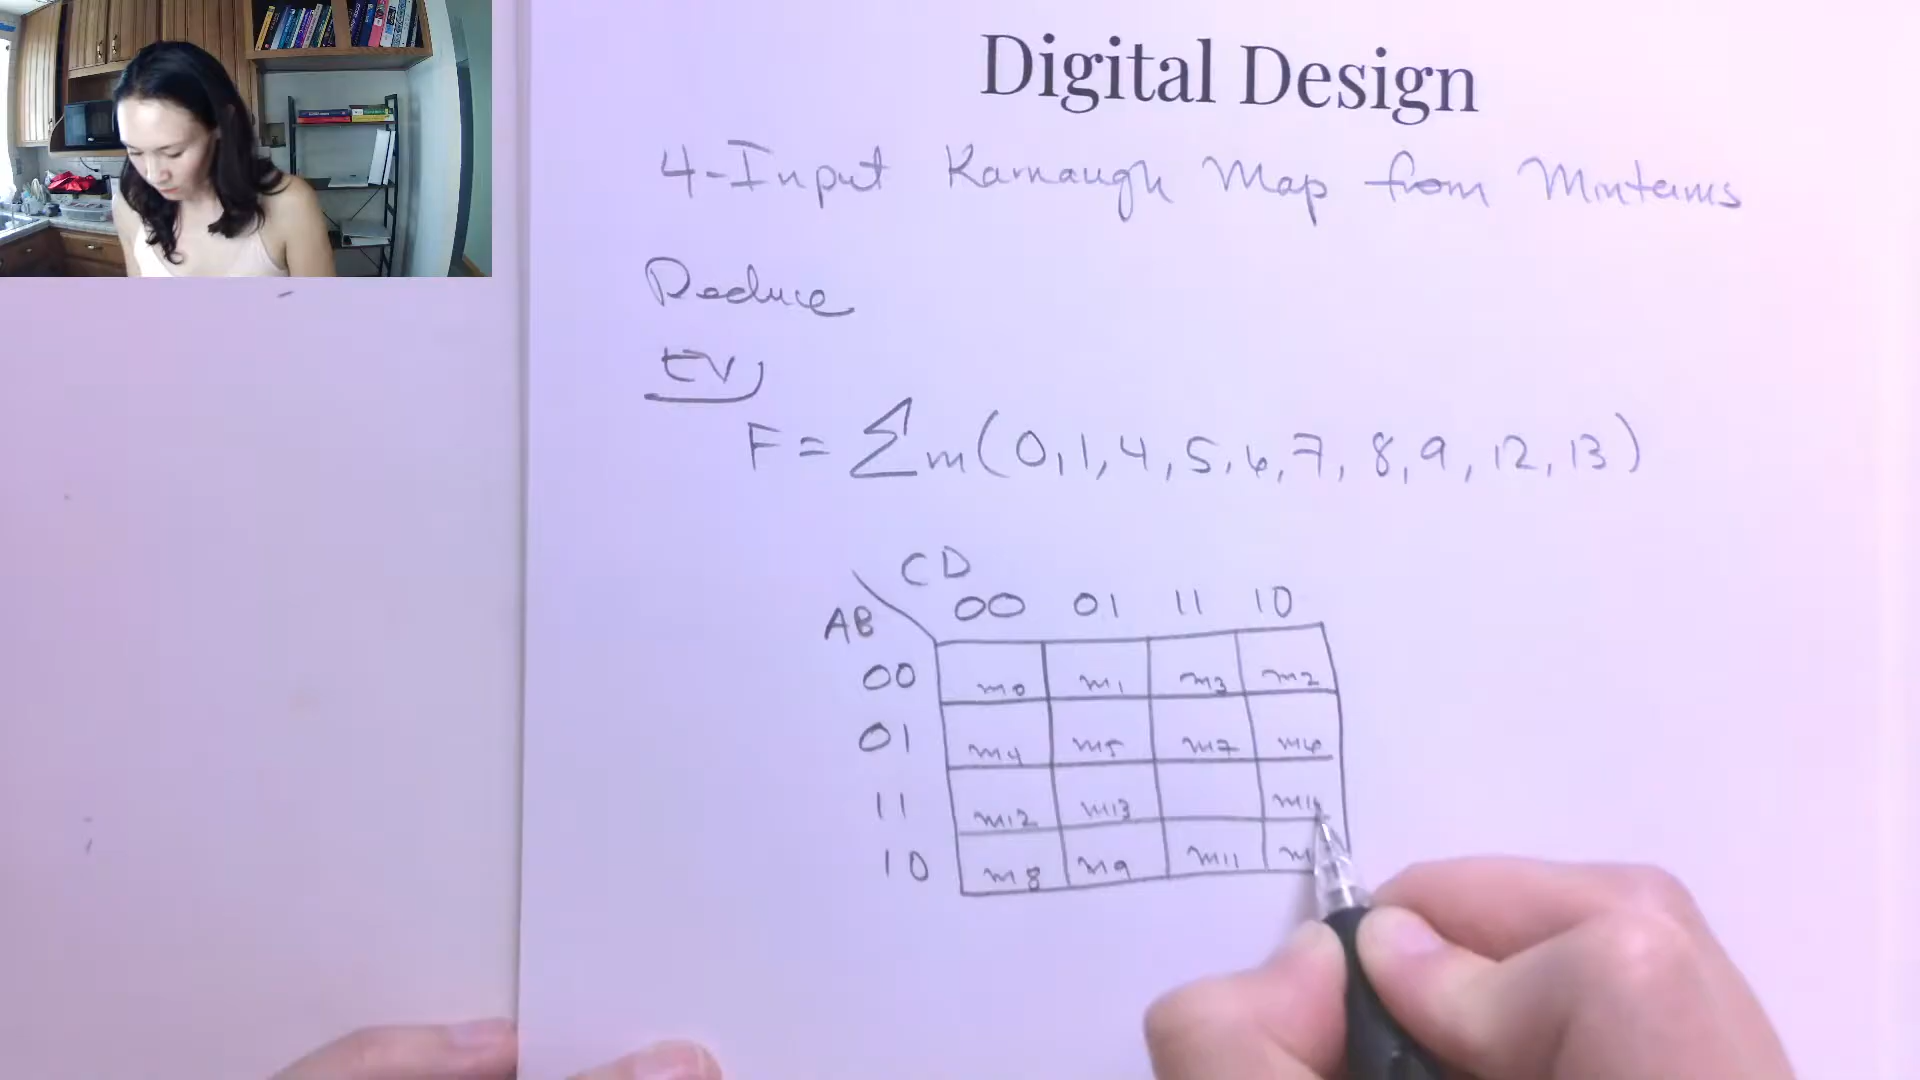 Digital Design
4-Input Karnaugh Map from Minterms
Deduce
EX
F = Σm(0,1,4,5,6,7,8,9,12,13)
CD
AB 00 01 11 10
00 m0 m1 m3 m2
01 m4 m5 m7 m6
11 m12 m13
10 m8 m9 m11